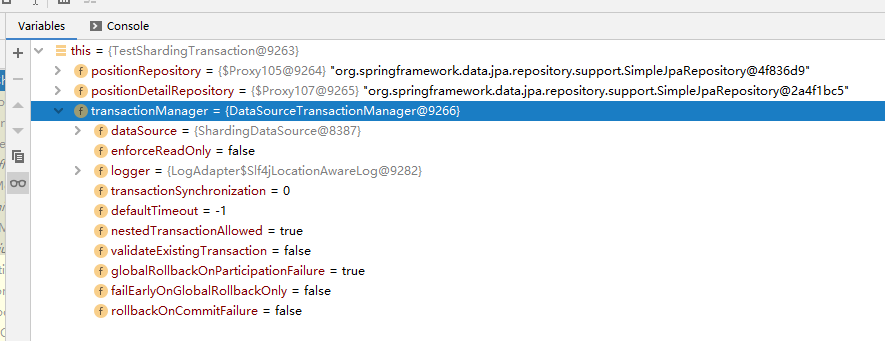 Variables Console
this = {TestShardingTransaction@9263}
f positionRepository = {$Proxy105@9264} "org.springframework.data.jpa.repository.support.SimpleJpaRepository@4f836d9"
f positionDetailRepository = {$Proxy107@9265} "org.springframework.data.jpa.repository.support.SimpleJpaRepository@2a4f1bc5"
f transactionManager = {DataSourceTransactionManager@9266}
f dataSource = {ShardingDataSource@8387}
f enforceReadOnly = false
f logger = {LogAdapter$Slf4jLocationAwareLog@9282}
f transactionSynchronization = 0
f defaultTimeout = -1
f nestedTransactionAllowed = true
f validateExistingTransaction = false
f globalRollbackOnParticipationFailure = true
f failEarlyOnGlobalRollbackOnly = false
f rollbackOnCommitFailure = false